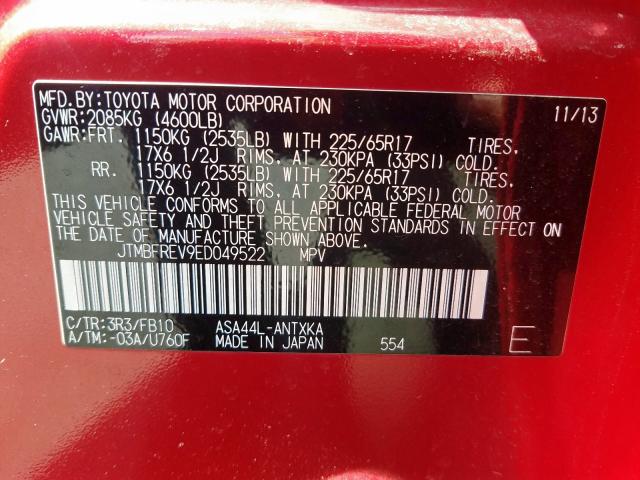 MFD.BY:TOYOTA MOTOR CORPORATION 11/13
GVWR:2085KG (4600LB)
GAWR:FRT. 1150KG (2535LB) WITH 225/65R17 TIRES.
17X6 1/2J RIMS. AT 230KPA (33PSI) COLD.
RR. 1150KG (2535LB) WITH 225/65R17 TIRES.
17X6 1/2J RIMS. AT 230KPA (33PSI) COLD.
THIS VEHICLE CONFORMS TO ALL APPLICABLE FEDERAL MOTOR
VEHICLE SAFETY AND THEFT PREVENTION STANDARDS IN EFFECT ON
THE DATE OF MANUFACTURE SHOWN ABOVE.
JTMBFREV9ED049522 MPV
C/TR:3R3/FB10 ASA44L-ANTXKA
A/TM:-03A/U760F MADE IN JAPAN 554 E